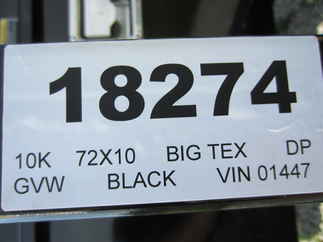 18274
10K 72X10 BIG TEX DP
GVW BLACK VIN 01447